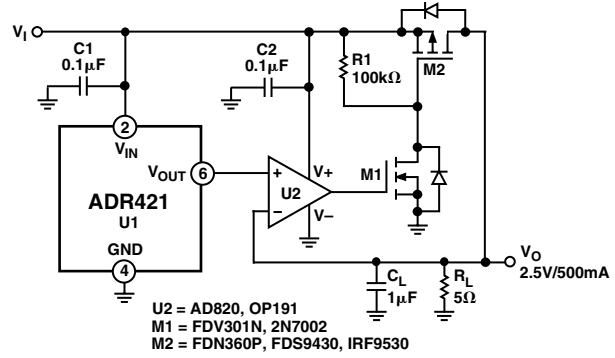 V_I
C1
0.1µF
C2
0.1µF
R1
100kΩ
M2
2
V_IN
V_OUT
6
ADR421
U1
GND
4
+
−
U2
V+
V−
M1
C_L
1µF
R_L
5Ω
V_O
2.5V/500mA
U2 = AD820, OP191
M1 = FDV301N, 2N7002
M2 = FDN360P, FDS9430, IRF9530